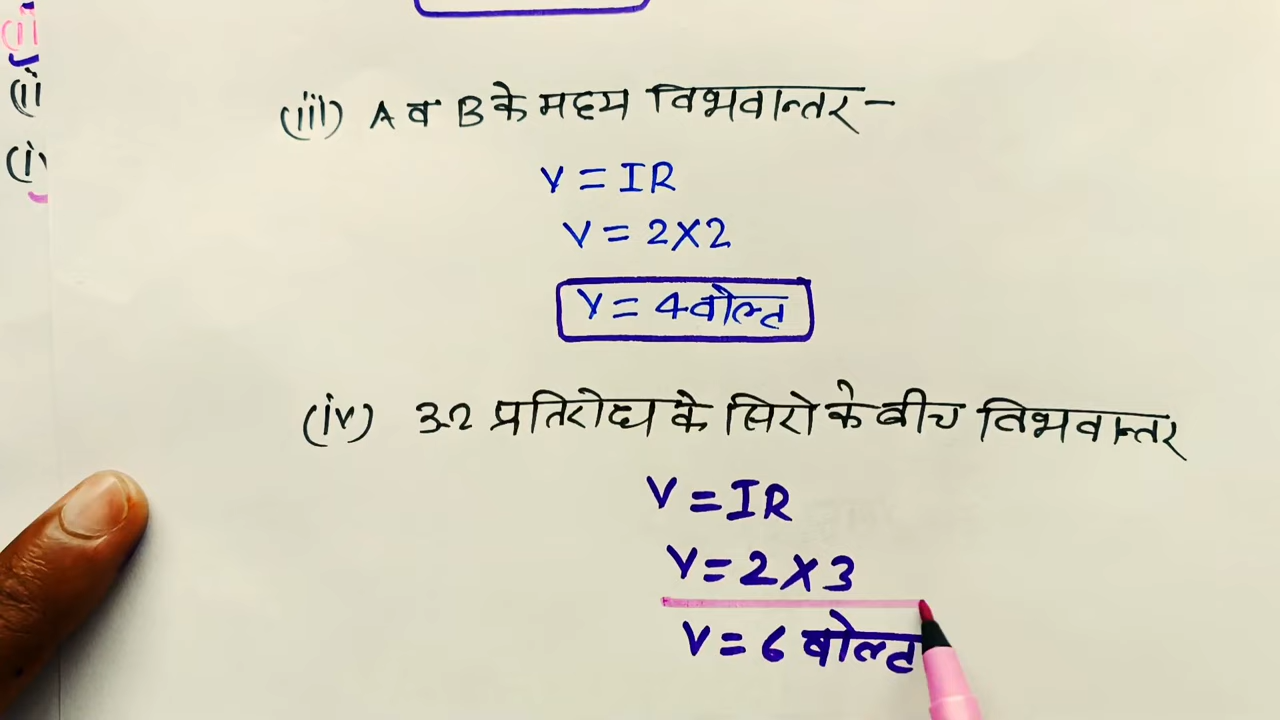 (iii) A व B के मध्य विभवान्तर –
V = IR
V = 2×2
V = 4 वोल्ट
(iv) 3Ω प्रतिरोध के सिरो के बीच विभवान्तर
V = IR
V = 2×3
V = 6 वोल्ट